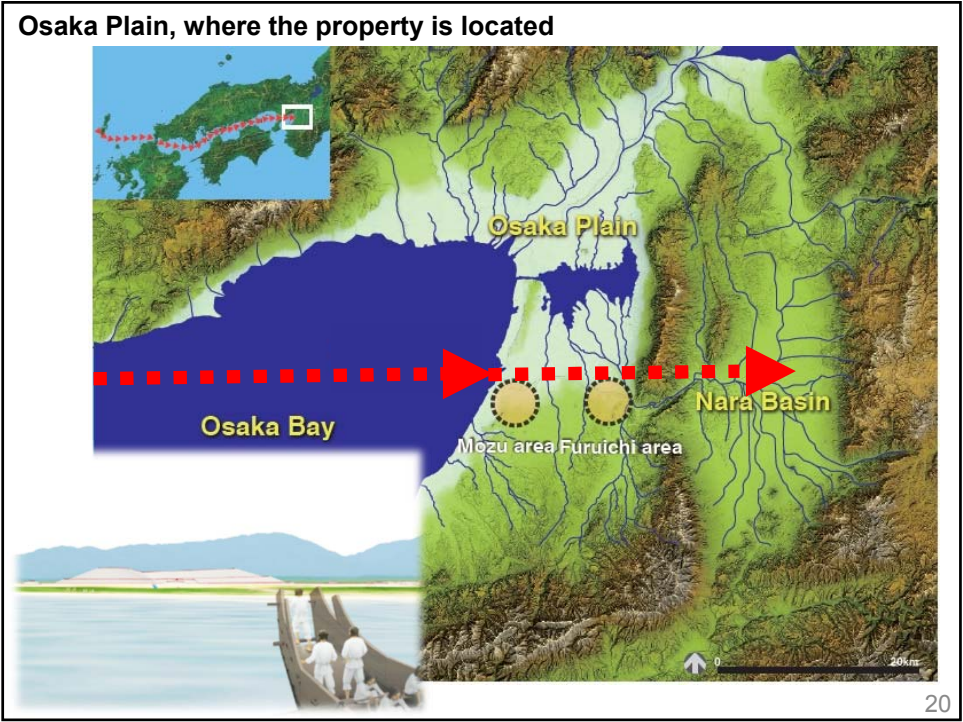 Osaka Plain, where the property is located
Osaka Plain
Nara Basin
Osaka Bay
Mozu area Furuichi area
0 20km
20